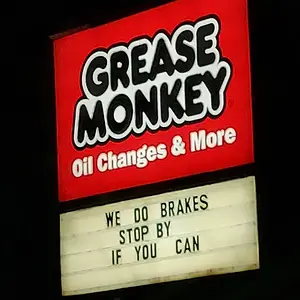 GREASE
MONKEY
Oil Changes & More
WE DO BRAKES
STOP BY
IF YOU CAN